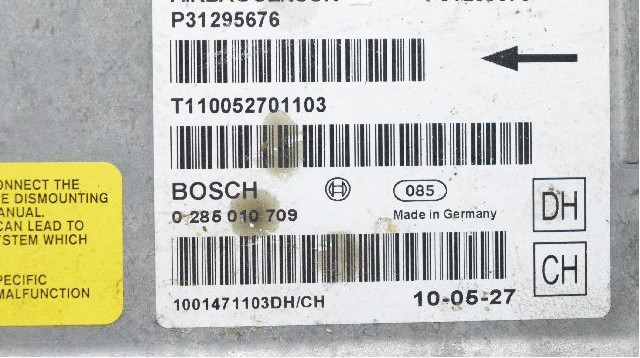 P31295676
T110052701103
BOSCH 085
0 285 010 709 Made in Germany
DH
CH
1001471103DH/CH 10-05-27
ONNECT THE
E DISMOUNTING
ANUAL.
CAN LEAD TO
STEM WHICH
PECIFIC
MALFUNCTION